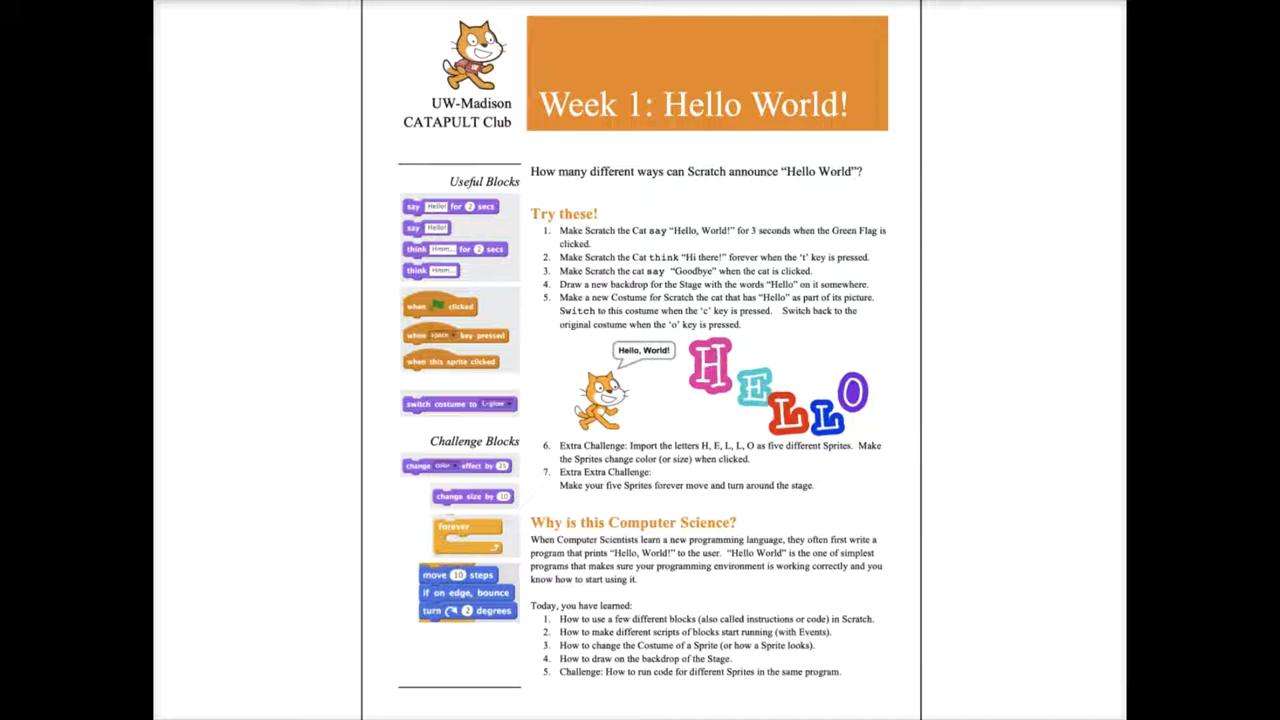 UW-Madison
CATAPULT Club
Week 1: Hello World!
Useful Blocks
say Hello! for 2 secs
say Hello!
think Hmm... for 2 secs
think Hmm...
when clicked
when space key pressed
when this sprite clicked
switch costume to
Challenge Blocks
change color effect by 25
change size by 10
forever
move 10 steps
if on edge, bounce
turn 2 degrees
How many different ways can Scratch announce “Hello World”?
Try these!
1. Make Scratch the Cat say “Hello, World!” for 3 seconds when the Green Flag is
clicked.
2. Make Scratch the Cat think “Hi there!” forever when the ‘t’ key is pressed.
3. Make Scratch the cat say “Goodbye” when the cat is clicked.
4. Draw a new backdrop for the Stage with the words “Hello” on it somewhere.
5. Make a new Costume for Scratch the cat that has “Hello” as part of its picture.
Switch to this costume when the ‘c’ key is pressed. Switch back to the
original costume when the ‘o’ key is pressed.
Hello, World!
HELLO
6. Extra Challenge: Import the letters H, E, L, L, O as five different Sprites. Make
the Sprites change color (or size) when clicked.
7. Extra Extra Challenge:
Make your five Sprites forever move and turn around the stage.
Why is this Computer Science?
When Computer Scientists learn a new programming language, they often first write a
program that prints “Hello, World!” to the user. “Hello World” is the one of simplest
programs that makes sure your programming environment is working correctly and you
know how to start using it.
Today, you have learned:
1. How to use a few different blocks (also called instructions or code) in Scratch.
2. How to make different scripts of blocks start running (with Events).
3. How to change the Costume of a Sprite (or how a Sprite looks).
4. How to draw on the backdrop of the Stage.
5. Challenge: How to run code for different Sprites in the same program.